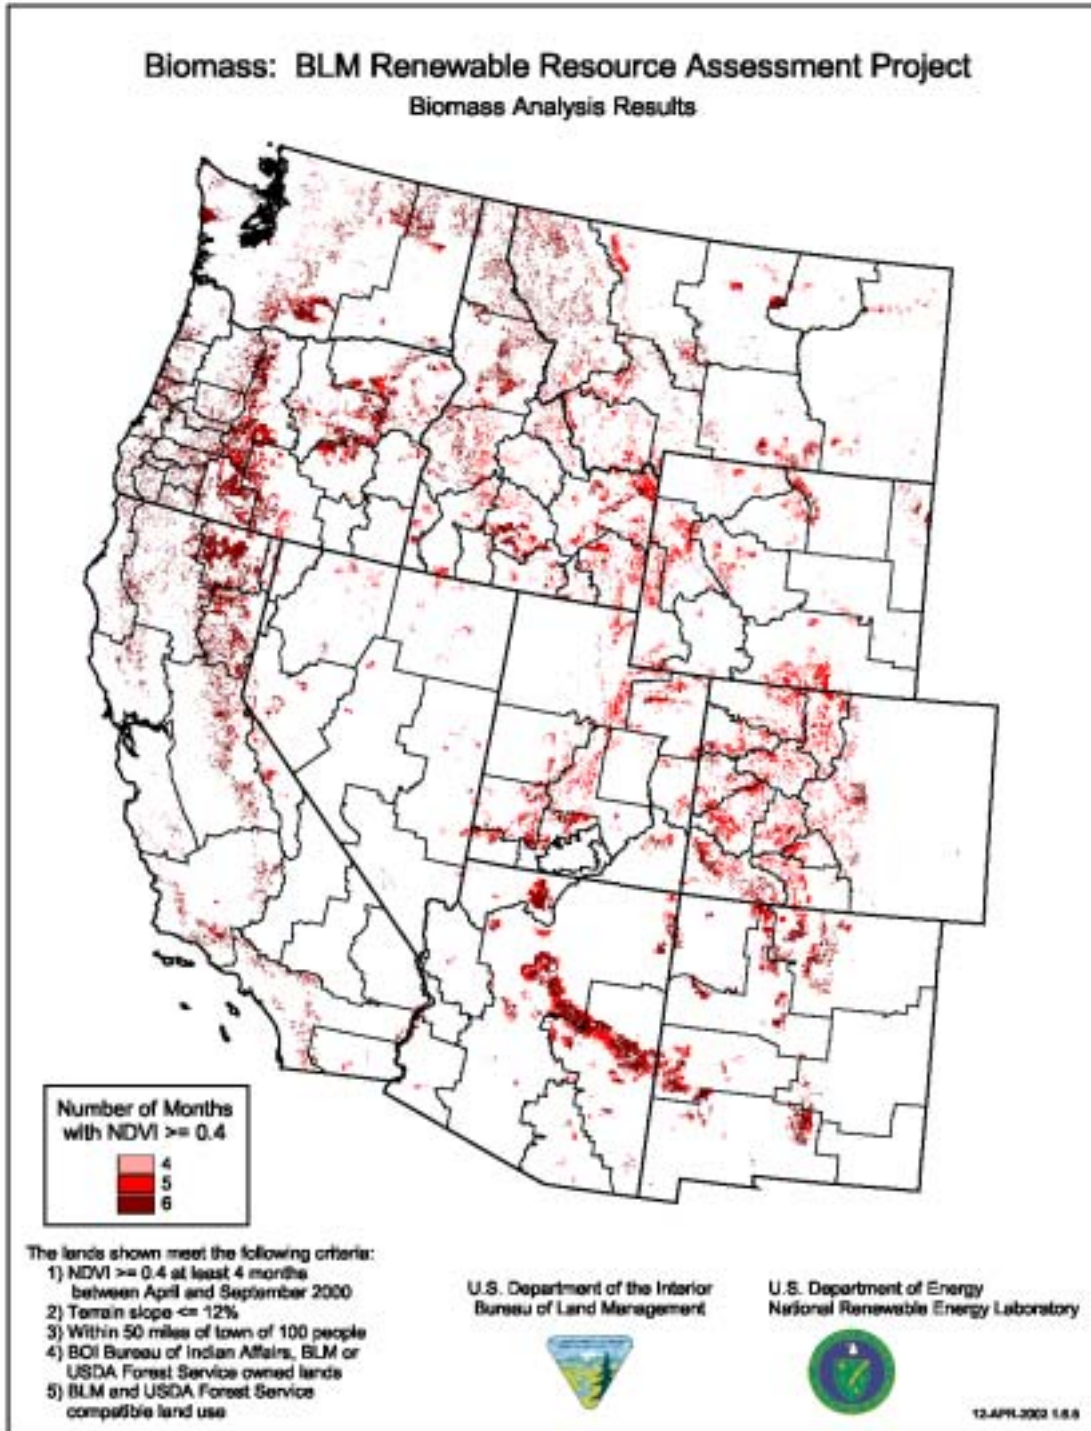 Biomass: BLM Renewable Resource Assessment Project
Biomass Analysis Results
Number of Months
with NDVI >= 0.4
4
5
6
The lands shown meet the following criteria:
1) NDVI >= 0.4 at least 4 months
between April and September 2000
2) Terrain slope <= 12%
3) Within 50 miles of town of 100 people
4) BOI Bureau of Indian Affairs, BLM or
USDA Forest Service owned lands
5) BLM and USDA Forest Service
compatible land use
U.S. Department of the Interior
Bureau of Land Management
U.S. Department of Energy
National Renewable Energy Laboratory
12-APR-2002